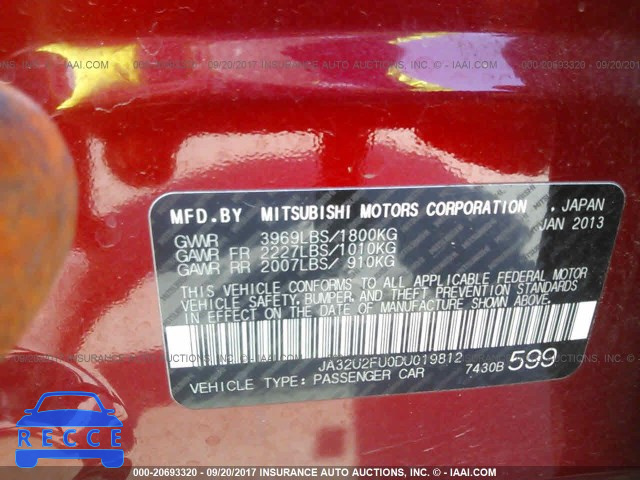 000-20693320 - 09/20/2017 INSURANCE AUTO AUCTIONS, INC. - © - IAAI.COM
MFD.BY MITSUBISHI MOTORS CORPORATION , JAPAN
GVWR 3969LBS/1800KG JAN 2013
GAWR FR 2227LBS/1010KG
GAWR RR 2007LBS/ 910KG
THIS VEHICLE CONFORMS TO ALL APPLICABLE FEDERAL MOTOR
VEHICLE SAFETY, BUMPER, AND THEFT PREVENTION STANDARDS
IN EFFECT ON THE DATE OF MANUFACTURE SHOWN ABOVE.
JA32U2FU0DU019812
VEHICLE TYPE: PASSENGER CAR 7430B 599
RECCE
000-20693320 - 09/20/2017 INSURANCE AUTO AUCTIONS, INC. - © - IAAI.COM